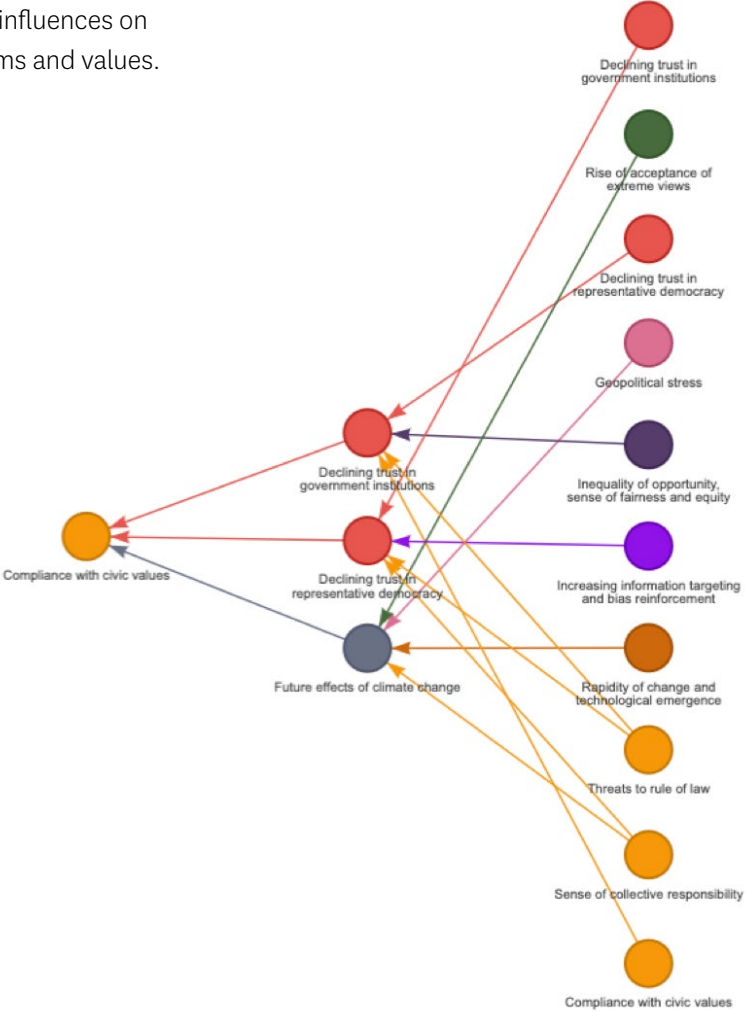 influences on
ms and values.
Declining trust in
government institutions
Rise of acceptance of
extreme views
Declining trust in
representative democracy
Geopolitical stress
Inequality of opportunity,
sense of fairness and equity
Increasing information targeting
and bias reinforcement
Rapidity of change and
technological emergence
Threats to rule of law
Sense of collective responsibility
Compliance with civic values
Declining trust in
government institutions
Declining trust in
representative democracy
Future effects of climate change
Compliance with civic values